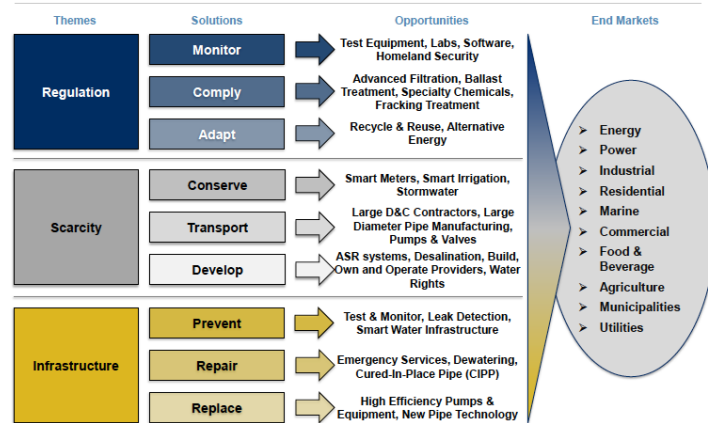 Themes
Solutions
Opportunities
End Markets
Regulation
Monitor
Test Equipment, Labs, Software,
Homeland Security
Comply
Advanced Filtration, Ballast
Treatment, Specialty Chemicals,
Fracking Treatment
Adapt
Recycle & Reuse, Alternative
Energy
Scarcity
Conserve
Smart Meters, Smart Irrigation,
Stormwater
Transport
Large D&C Contractors, Large
Diameter Pipe Manufacturing,
Pumps & Valves
Develop
ASR systems, Desalination, Build,
Own and Operate Providers, Water
Rights
Infrastructure
Prevent
Test & Monitor, Leak Detection,
Smart Water Infrastructure
Repair
Emergency Services, Dewatering,
Cured-In-Place Pipe (CIPP)
Replace
High Efficiency Pumps &
Equipment, New Pipe Technology
Energy
Power
Industrial
Residential
Marine
Commercial
Food &
Beverage
Agriculture
Municipalities
Utilities